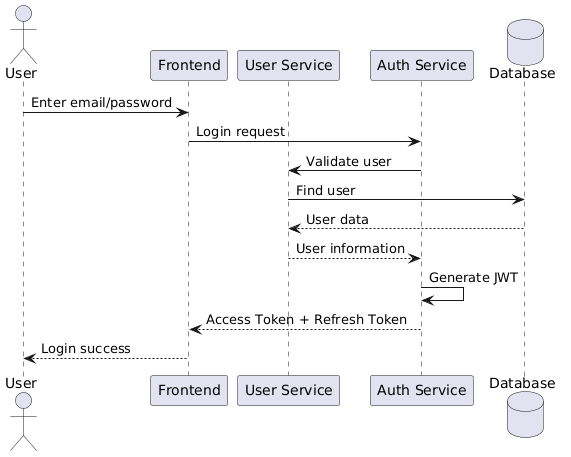 User
Frontend
User Service
Auth Service
Database
Enter email/password
Login request
Validate user
Find user
User data
User information
Generate JWT
Access Token + Refresh Token
Login success
User
Frontend
User Service
Auth Service
Database